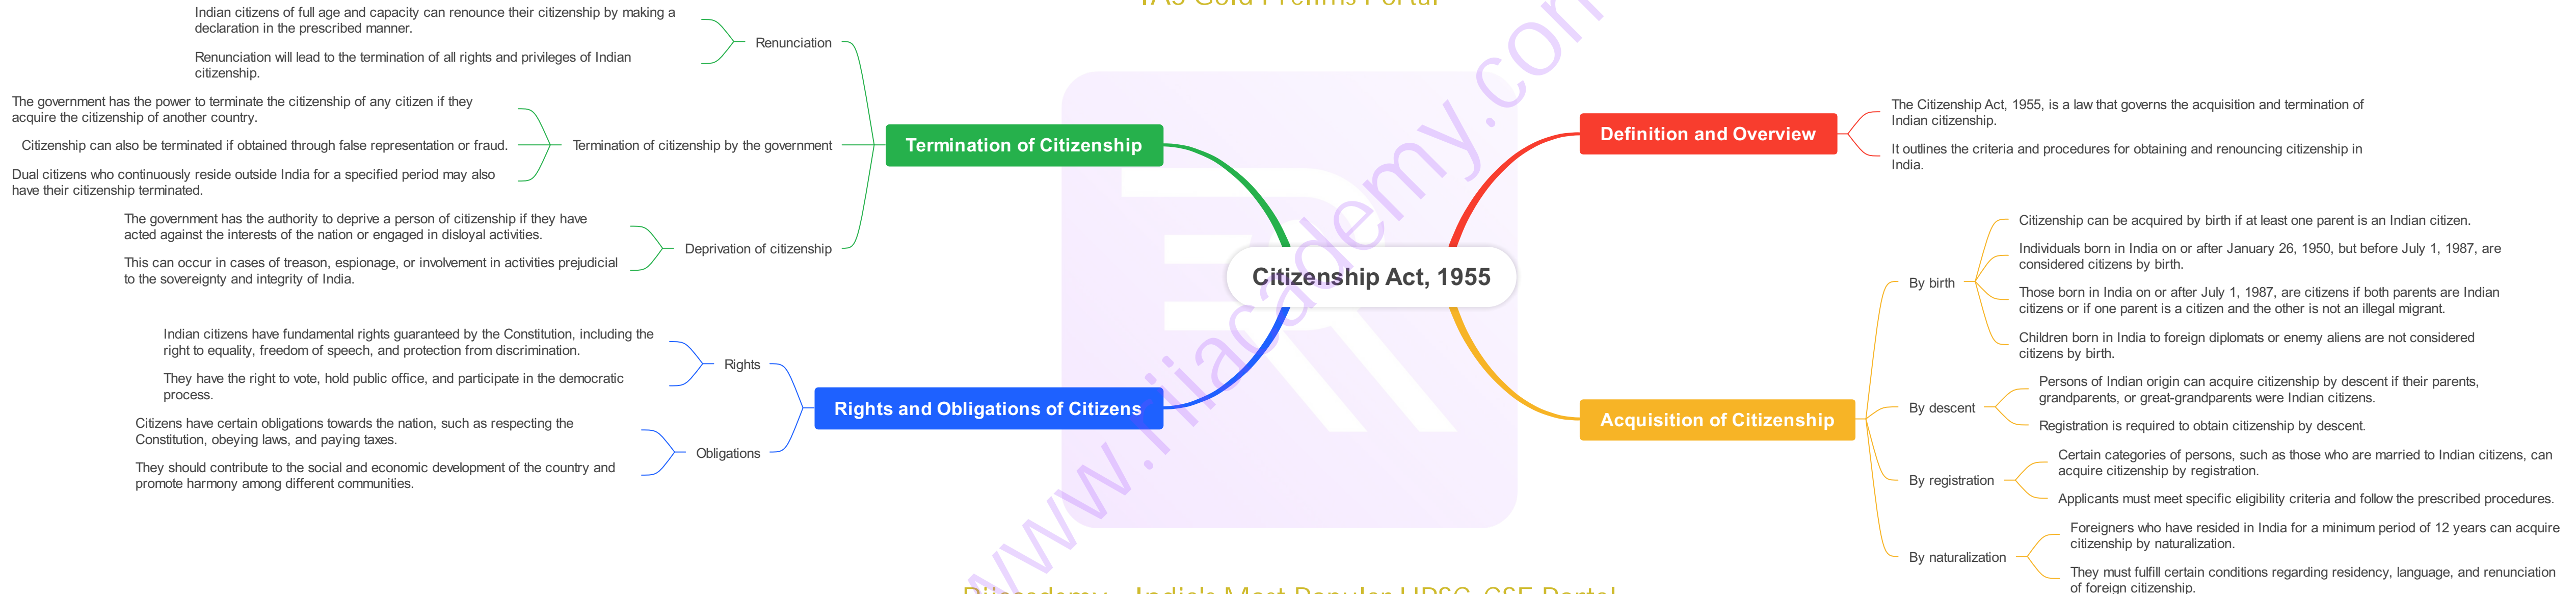 IAS Gold Prelims Portal
Indian citizens of full age and capacity can renounce their citizenship by making a
declaration in the prescribed manner.
Renunciation
Renunciation will lead to the termination of all rights and privileges of Indian
citizenship.
The government has the power to terminate the citizenship of any citizen if they
acquire the citizenship of another country.
Citizenship can also be terminated if obtained through false representation or fraud.
Termination of citizenship by the government
Dual citizens who continuously reside outside India for a specified period may also
have their citizenship terminated.
Termination of Citizenship
The government has the authority to deprive a person of citizenship if they have
acted against the interests of the nation or engaged in disloyal activities.
Deprivation of citizenship
This can occur in cases of treason, espionage, or involvement in activities prejudicial
to the sovereignty and integrity of India.
Indian citizens have fundamental rights guaranteed by the Constitution, including the
right to equality, freedom of speech, and protection from discrimination.
Rights
They have the right to vote, hold public office, and participate in the democratic
process.
Rights and Obligations of Citizens
Citizens have certain obligations towards the nation, such as respecting the
Constitution, obeying laws, and paying taxes.
Obligations
They should contribute to the social and economic development of the country and
promote harmony among different communities.
Citizenship Act, 1955
Definition and Overview
The Citizenship Act, 1955, is a law that governs the acquisition and termination of
Indian citizenship.
It outlines the criteria and procedures for obtaining and renouncing citizenship in
India.
Acquisition of Citizenship
By birth
Citizenship can be acquired by birth if at least one parent is an Indian citizen.
Individuals born in India on or after January 26, 1950, but before July 1, 1987, are
considered citizens by birth.
Those born in India on or after July 1, 1987, are citizens if both parents are Indian
citizens or if one parent is a citizen and the other is not an illegal migrant.
Children born in India to foreign diplomats or enemy aliens are not considered
citizens by birth.
By descent
Persons of Indian origin can acquire citizenship by descent if their parents,
grandparents, or great-grandparents were Indian citizens.
Registration is required to obtain citizenship by descent.
By registration
Certain categories of persons, such as those who are married to Indian citizens, can
acquire citizenship by registration.
Applicants must meet specific eligibility criteria and follow the prescribed procedures.
By naturalization
Foreigners who have resided in India for a minimum period of 12 years can acquire
citizenship by naturalization.
They must fulfill certain conditions regarding residency, language, and renunciation
of foreign citizenship.
www.riiacademy.com
Riiacademy - India's Most Popular UPSC-CSE Portal